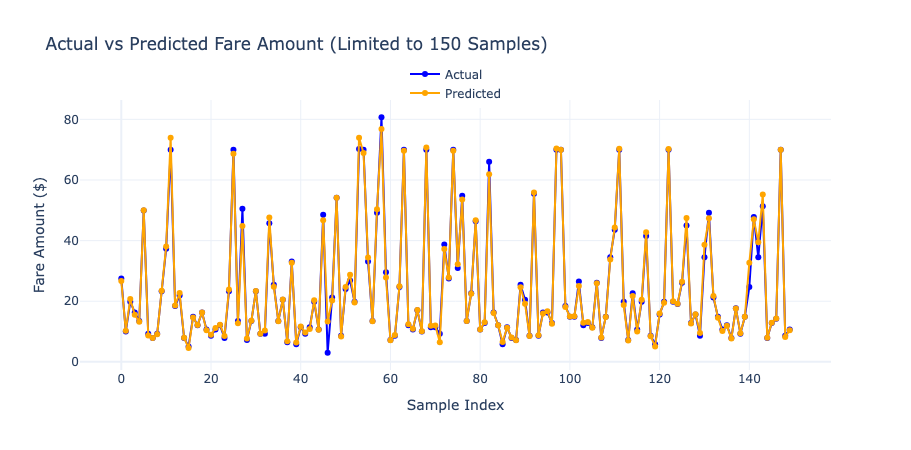 Actual vs Predicted Fare Amount (Limited to 150 Samples)
Actual
Predicted
80
60
40
20
0
Fare Amount ($)
0 20 40 60 80 100 120 140
Sample Index